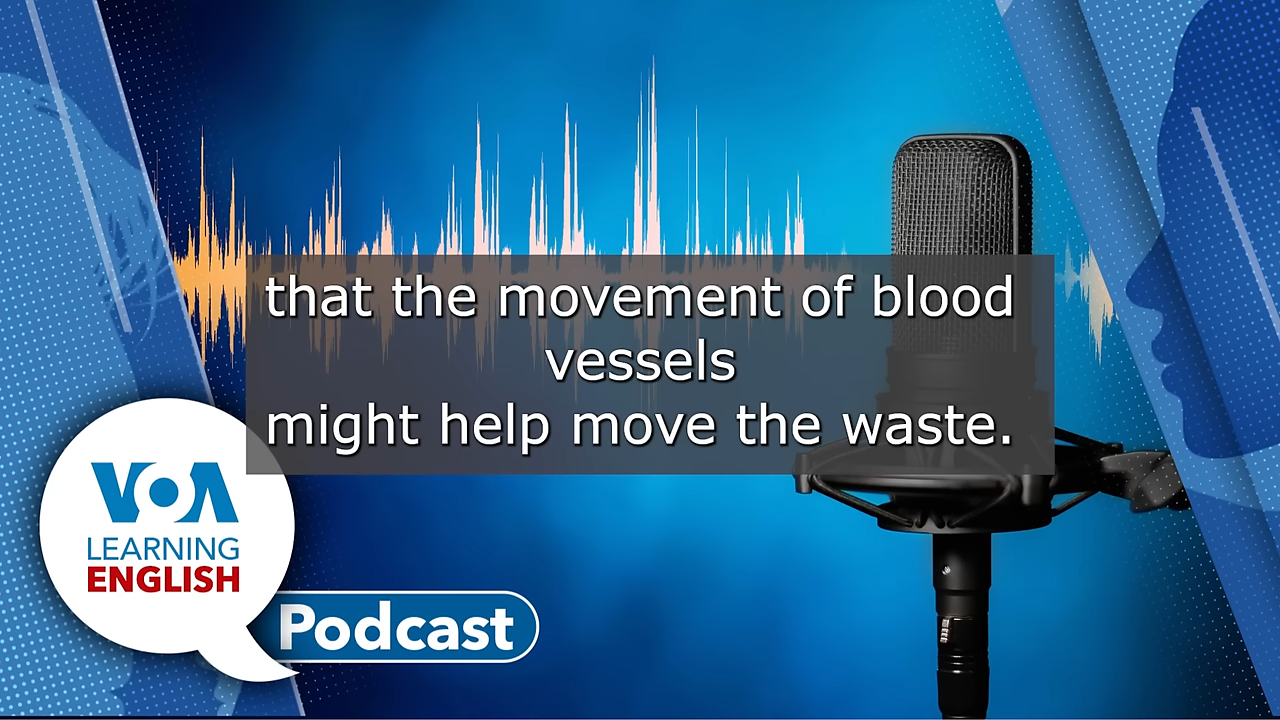 that the movement of blood
vessels
might help move the waste.
VOA
LEARNING
ENGLISH
Podcast